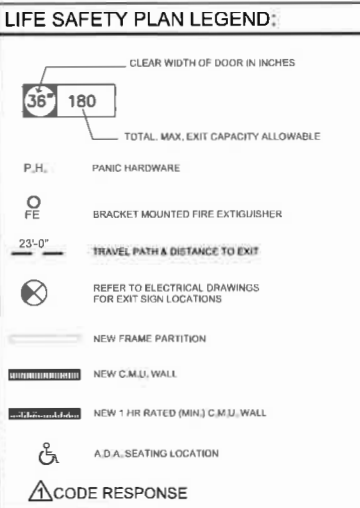 LIFE SAFETY PLAN LEGEND:
CLEAR WIDTH OF DOOR IN INCHES
36" 180
TOTAL. MAX. EXIT CAPACITY ALLOWABLE
P.H. PANIC HARDWARE
FE BRACKET MOUNTED FIRE EXTIGUISHER
23'-0" TRAVEL PATH & DISTANCE TO EXIT
REFER TO ELECTRICAL DRAWINGS
FOR EXIT SIGN LOCATIONS
NEW FRAME PARTITION
NEW C.M.U. WALL
NEW 1 HR RATED (MIN.) C.M.U. WALL
A.D.A. SEATING LOCATION
1 CODE RESPONSE